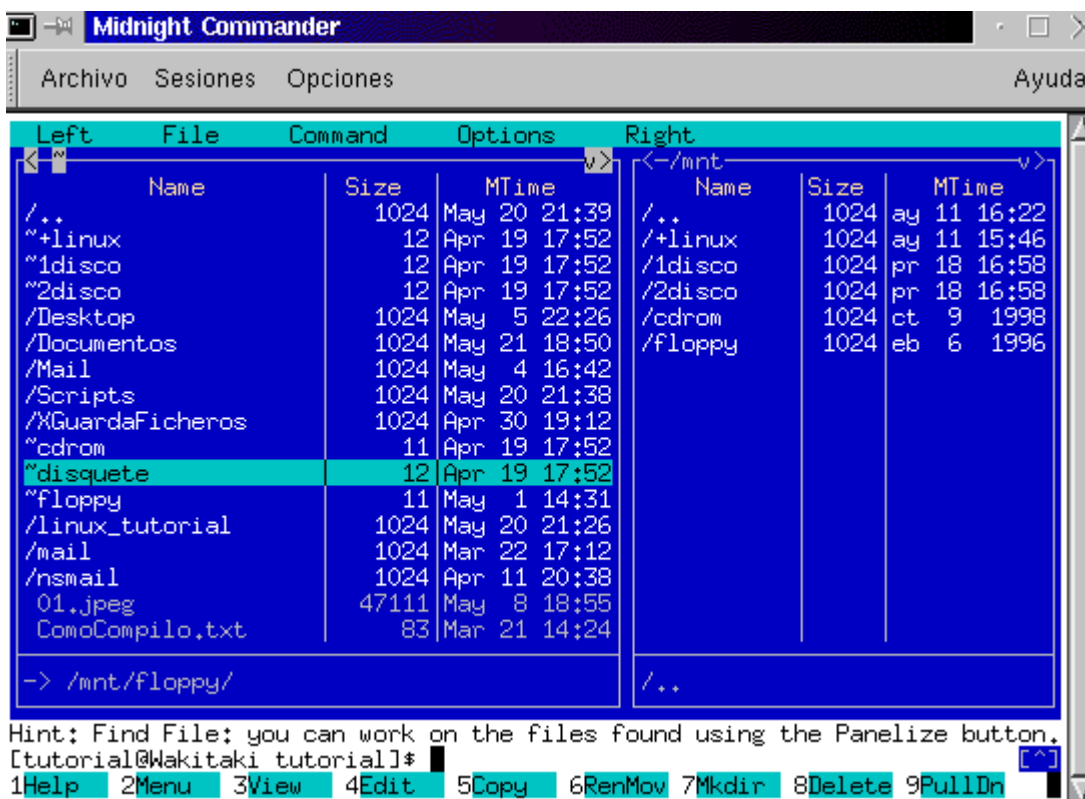 Midnight Commander
Archivo Sesiones Opciones Ayuda
Left File Command Options Right
<-~ v> <-/mnt v>
Name Size MTime Name Size MTime
/.. 1024 May 20 21:39 /.. 1024 ay 11 16:22
~+linux 12 Apr 19 17:52 /+linux 1024 ay 11 15:46
~1disco 12 Apr 19 17:52 /1disco 1024 pr 18 16:58
~2disco 12 Apr 19 17:52 /2disco 1024 pr 18 16:58
/Desktop 1024 May 5 22:26 /cdrom 1024 ct 9 1998
/Documentos 1024 May 21 18:50 /floppy 1024 eb 6 1996
/Mail 1024 May 4 16:42
/Scripts 1024 May 20 21:38
/XGuardaFicheros 1024 Apr 30 19:12
~cdrom 11 Apr 19 17:52
~disquete 12 Apr 19 17:52
~floppy 11 May 1 14:31
/linux_tutorial 1024 May 20 21:26
/mail 1024 Mar 22 17:12
/nsmail 1024 Apr 11 20:38
01.jpeg 47111 May 8 18:55
ComoCompilo.txt 83 Mar 21 14:24
-> /mnt/floppy/ /..
Hint: Find File: you can work on the files found using the Panelize button.
[tutorial@Wakitaki tutorial]$ [^]
1Help 2Menu 3View 4Edit 5Copy 6RenMov 7Mkdir 8Delete 9PullDn